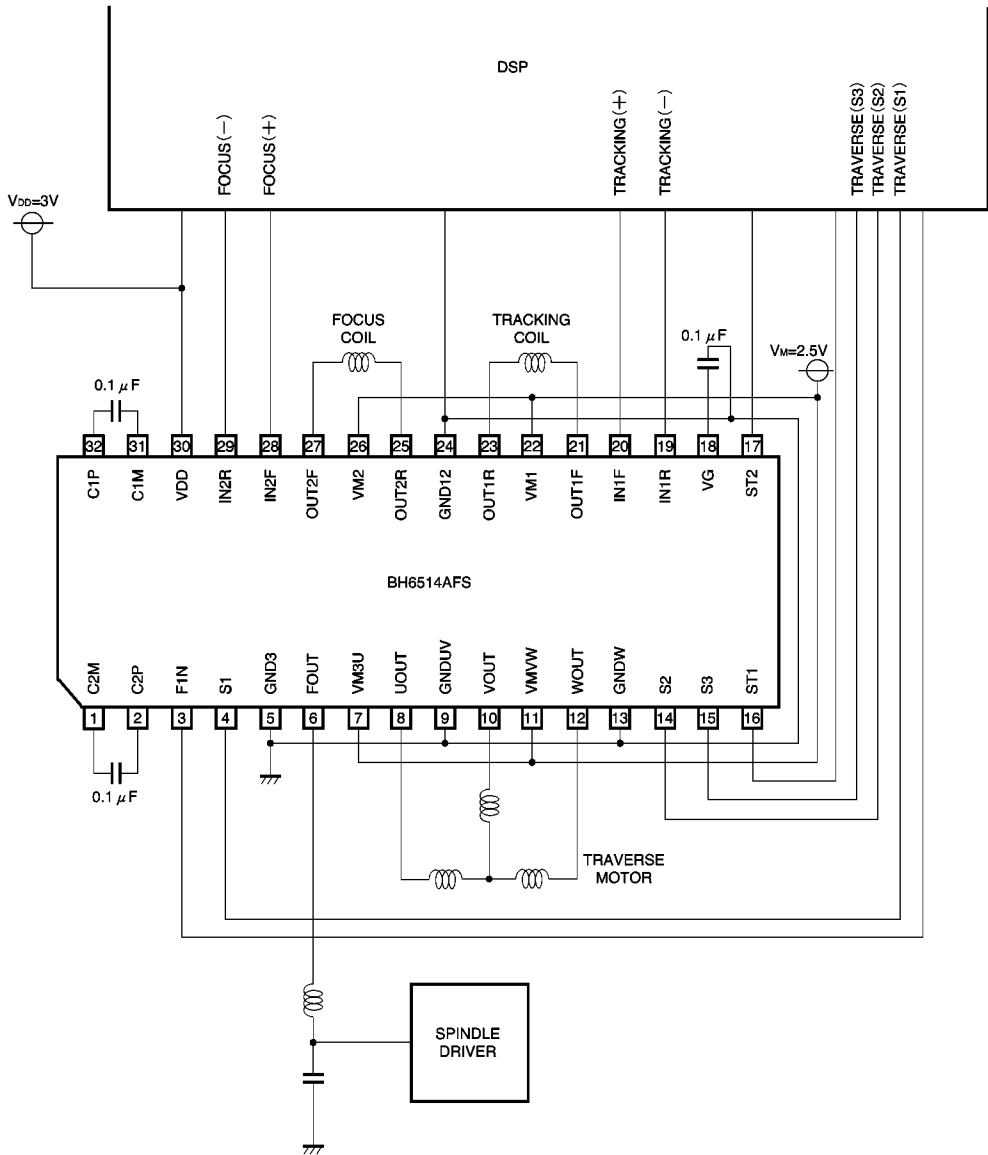 DSP
FOCUS(−)
FOCUS(+)
TRACKING(+)
TRACKING(−)
TRAVERSE(S3)
TRAVERSE(S2)
TRAVERSE(S1)
VDD=3V
FOCUS
COIL
TRACKING
COIL
0.1 μF
VM=2.5V
0.1 μF
32 31 30 29 28 27 26 25 24 23 22 21 20 19 18 17
C1P C1M VDD IN2R IN2F OUT2F VM2 OUT2R GND12 OUT1R VM1 OUT1F IN1F IN1R VG ST2
BH6514AFS
C2M C2P F1N S1 GND3 FOUT VM3U UOUT GNDUV VOUT VMVW WOUT GNDW S2 S3 ST1
1 2 3 4 5 6 7 8 9 10 11 12 13 14 15 16
0.1 μF
TRAVERSE
MOTOR
SPINDLE
DRIVER